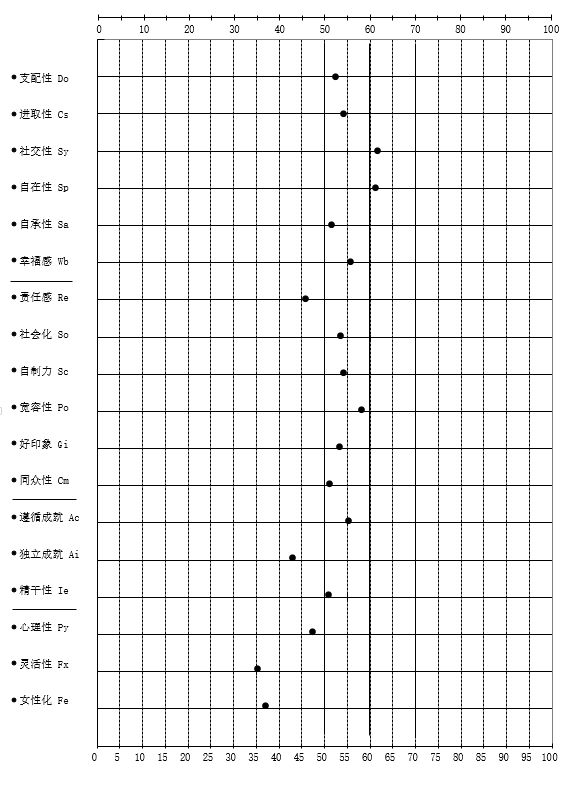 0 10 20 30 40 50 60 70 80 90 100
支配性 Do
进取性 Cs
社交性 Sy
自在性 Sp
自承性 Sa
幸福感 Wb
责任感 Re
社会化 So
自制力 Sc
宽容性 Po
好印象 Gi
同众性 Cm
遵循成就 Ac
独立成就 Ai
精干性 Ie
心理性 Py
灵活性 Fx
女性化 Fe
0 5 10 15 20 25 30 35 40 45 50 55 60 65 70 75 80 85 90 95 100